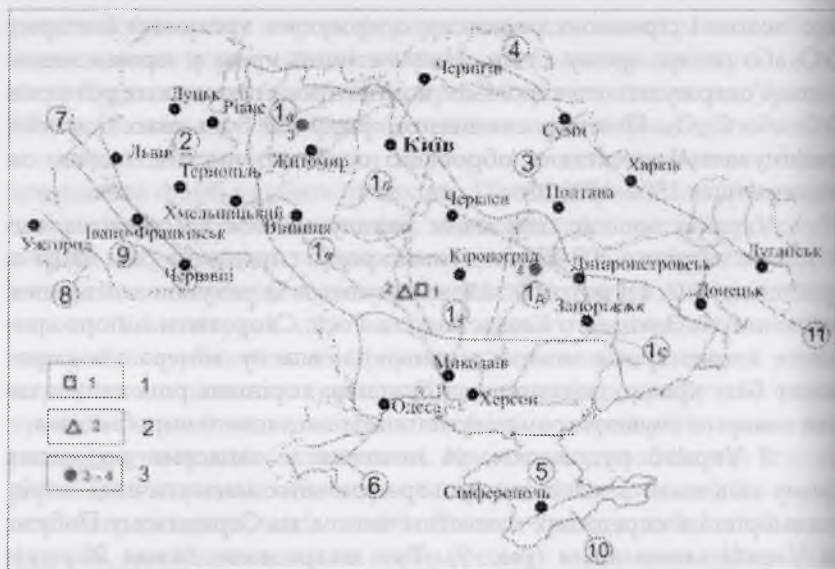 4
Чернігів
7
Луцьк
Рівне
1а
3
Суми
Київ
2
Львів
Житомир
3
Харків
Тернопіль
1б
Черкаси
Полтава
Хмельницький
Вінниця
Ужгород
Івано-Франківськ
1в
Кіровоград
4
Луганськ
9
Чернівці
Дніпропетровськ
8
2
1
1г
1д
Донецьк
Запоріжжя
11
1е
1
1
Миколаїв
Херсон
Одеса
2
2
6
5
3
Сімферополь
10